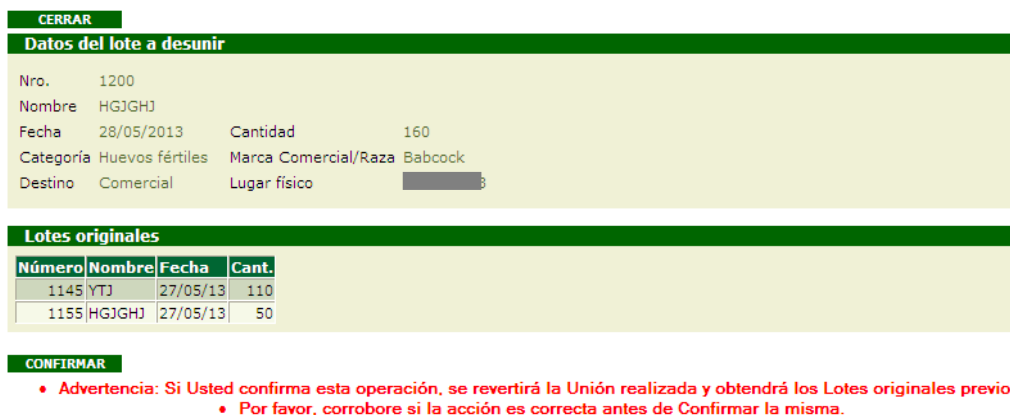 CERRAR
Datos del lote a desunir
Nro. 1200
Nombre HGJGHJ
Fecha 28/05/2013 Cantidad 160
Categoría Huevos fértiles Marca Comercial/Raza Babcock
Destino Comercial Lugar físico
Lotes originales
Número Nombre Fecha Cant.
1145 YTJ 27/05/13 110
1155 HGJGHJ 27/05/13 50
CONFIRMAR
• Advertencia: Si Usted confirma esta operación, se revertirá la Unión realizada y obtendrá los Lotes originales previo
• Por favor, corrobore si la acción es correcta antes de Confirmar la misma.